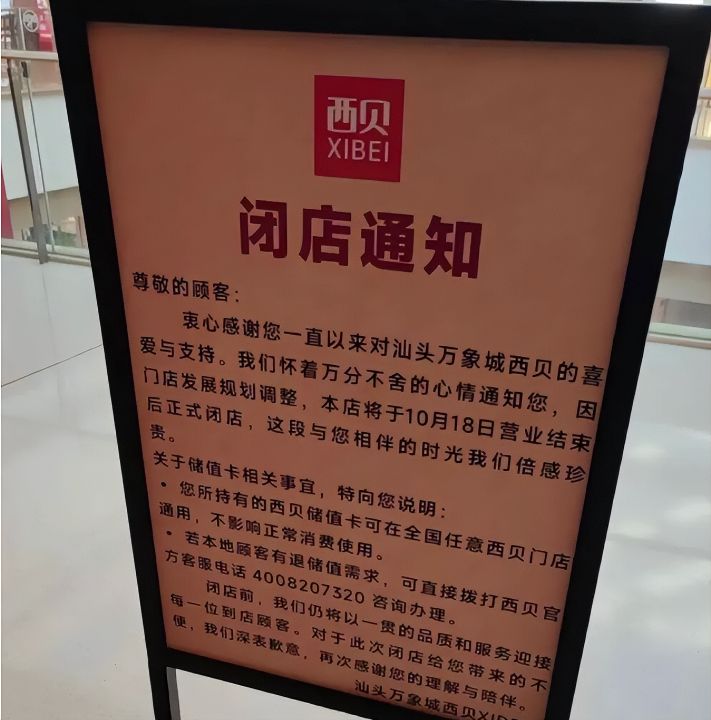 西贝
XIBEI
闭店通知
尊敬的顾客：
衷心感谢您一直以来对汕头万象城西贝的喜
爱与支持。我们怀着万分不舍的心情通知您，因
门店发展规划调整，本店将于10月18日营业结束
后正式闭店，这段与您相伴的时光我们倍感珍
贵。
关于储值卡相关事宜，特向您说明：
• 您所持有的西贝储值卡可在全国任意西贝门店
通用，不影响正常消费使用。
• 若本地顾客有退储值需求，可直接拨打西贝官
方客服电话 4008207320 咨询办理。
闭店前，我们仍将以一贯的品质和服务迎接
每一位到店顾客。对于此次闭店给您带来的不
便，我们深表歉意，再次感谢您的理解与陪伴。
汕头万象城西贝